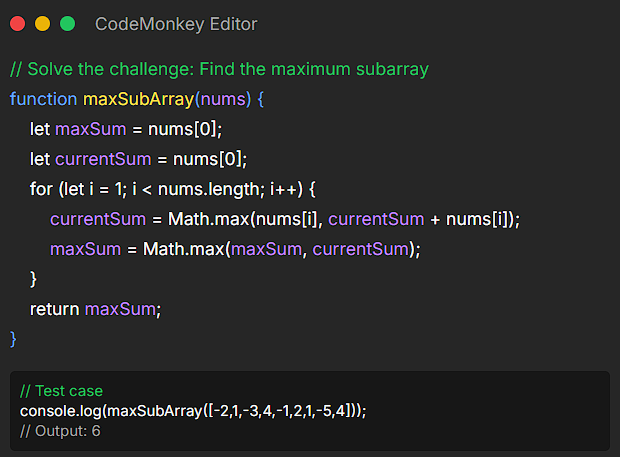 CodeMonkey Editor
// Solve the challenge: Find the maximum subarray
function maxSubArray(nums) {
let maxSum = nums[0];
let currentSum = nums[0];
for (let i = 1; i < nums.length; i++) {
currentSum = Math.max(nums[i], currentSum + nums[i]);
maxSum = Math.max(maxSum, currentSum);
}
return maxSum;
}
// Test case
console.log(maxSubArray([-2,1,-3,4,-1,2,1,-5,4]));
// Output: 6